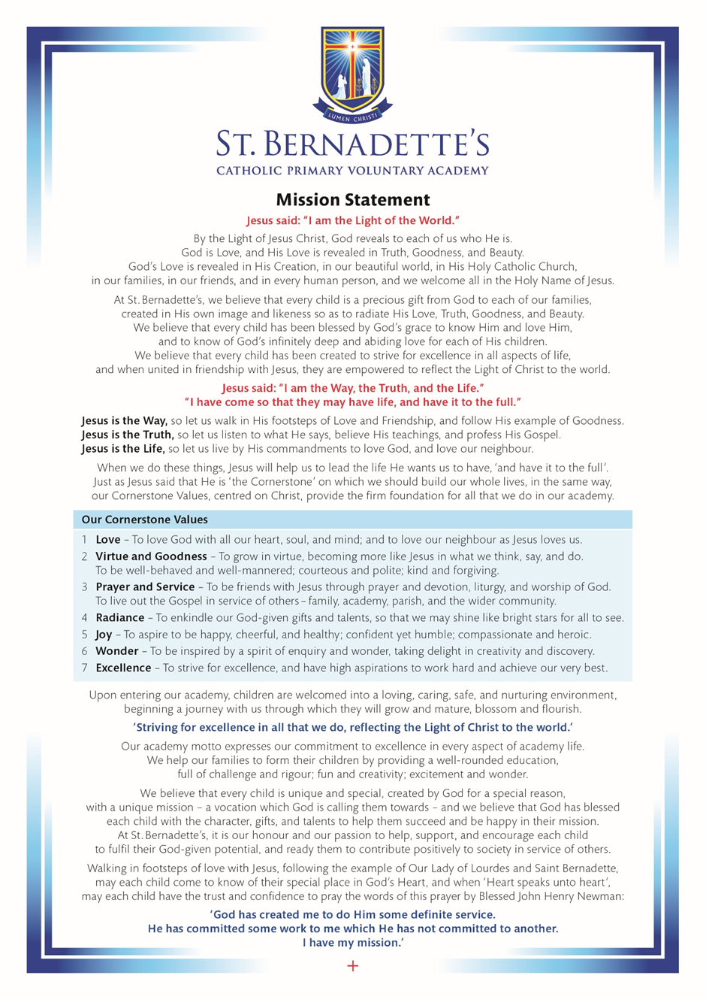 LUMEN CHRISTI
ST. BERNADETTE’S
CATHOLIC PRIMARY VOLUNTARY ACADEMY
Mission Statement
Jesus said: “I am the Light of the World.”
By the Light of Jesus Christ, God reveals to each of us who He is.
God is Love, and His Love is revealed in Truth, Goodness, and Beauty.
God’s Love is revealed in His Creation, in our beautiful world, in His Holy Catholic Church,
in our families, in our friends, and in every human person, and we welcome all in the Holy Name of Jesus.
At St. Bernadette’s, we believe that every child is a precious gift from God to each of our families,
created in His own image and likeness so as to radiate His Love, Truth, Goodness, and Beauty.
We believe that every child has been blessed by God’s grace to know Him and love Him,
and to know of God’s infinitely deep and abiding love for each of His children.
We believe that every child has been created to strive for excellence in all aspects of life,
and when united in friendship with Jesus, they are empowered to reflect the Light of Christ to the world.
Jesus said: “I am the Way, the Truth, and the Life.”
“I have come so that they may have life, and have it to the full.”
Jesus is the Way, so let us walk in His footsteps of Love and Friendship, and follow His example of Goodness.
Jesus is the Truth, so let us listen to what He says, believe His teachings, and profess His Gospel.
Jesus is the Life, so let us live by His commandments to love God, and love our neighbour.
When we do these things, Jesus will help us to lead the life He wants us to have, ‘and have it to the full’.
Just as Jesus said that He is ‘the Cornerstone’ on which we should build our whole lives, in the same way,
our Cornerstone Values, centred on Christ, provide the firm foundation for all that we do in our academy.
Our Cornerstone Values
1 Love – To love God with all our heart, soul, and mind; and to love our neighbour as Jesus loves us.
2 Virtue and Goodness – To grow in virtue, becoming more like Jesus in what we think, say, and do.
To be well-behaved and well-mannered; courteous and polite; kind and forgiving.
3 Prayer and Service – To be friends with Jesus through prayer and devotion, liturgy, and worship of God.
To live out the Gospel in service of others – family, academy, parish, and the wider community.
4 Radiance – To enkindle our God-given gifts and talents, so that we may shine like bright stars for all to see.
5 Joy – To aspire to be happy, cheerful, and healthy; confident yet humble; compassionate and heroic.
6 Wonder – To be inspired by a spirit of enquiry and wonder, taking delight in creativity and discovery.
7 Excellence – To strive for excellence, and have high aspirations to work hard and achieve our very best.
Upon entering our academy, children are welcomed into a loving, caring, safe, and nurturing environment,
beginning a journey with us through which they will grow and mature, blossom and flourish.
‘Striving for excellence in all that we do, reflecting the Light of Christ to the world.’
Our academy motto expresses our commitment to excellence in every aspect of academy life.
We help our families to form their children by providing a well-rounded education,
full of challenge and rigour; fun and creativity; excitement and wonder.
We believe that every child is unique and special, created by God for a special reason,
with a unique mission – a vocation which God is calling them towards – and we believe that God has blessed
each child with the character, gifts, and talents to help them succeed and be happy in their mission.
At St. Bernadette’s, it is our honour and our passion to help, support, and encourage each child
to fulfil their God-given potential, and ready them to contribute positively to society in service of others.
Walking in footsteps of love with Jesus, following the example of Our Lady of Lourdes and Saint Bernadette,
may each child come to know of their special place in God’s Heart, and when ‘Heart speaks unto heart’,
may each child have the trust and confidence to pray the words of this prayer by Blessed John Henry Newman:
‘God has created me to do Him some definite service.
He has committed some work to me which He has not committed to another.
I have my mission.’